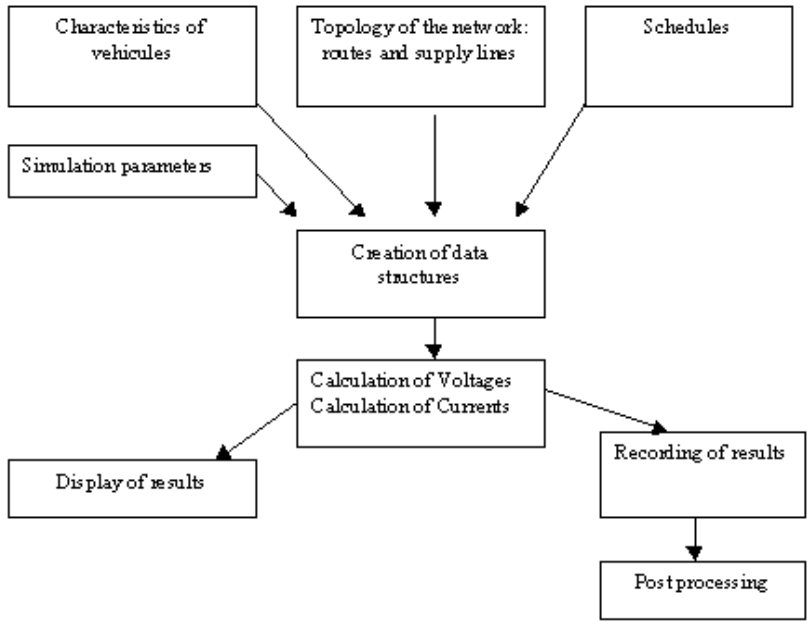 Characteristics of
vehicules
Topology of the network:
routes and supply lines
Schedules
Simulation parameters
Creation of data
structures
Calculation of Voltages
Calculation of Currents
Display of results
Recording of results
Post processing